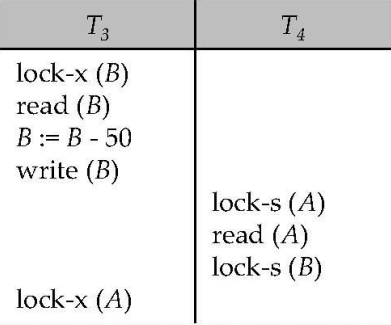 T3 T4
lock-x (B)
read (B)
B := B - 50
write (B)
lock-s (A)
read (A)
lock-s (B)
lock-x (A)